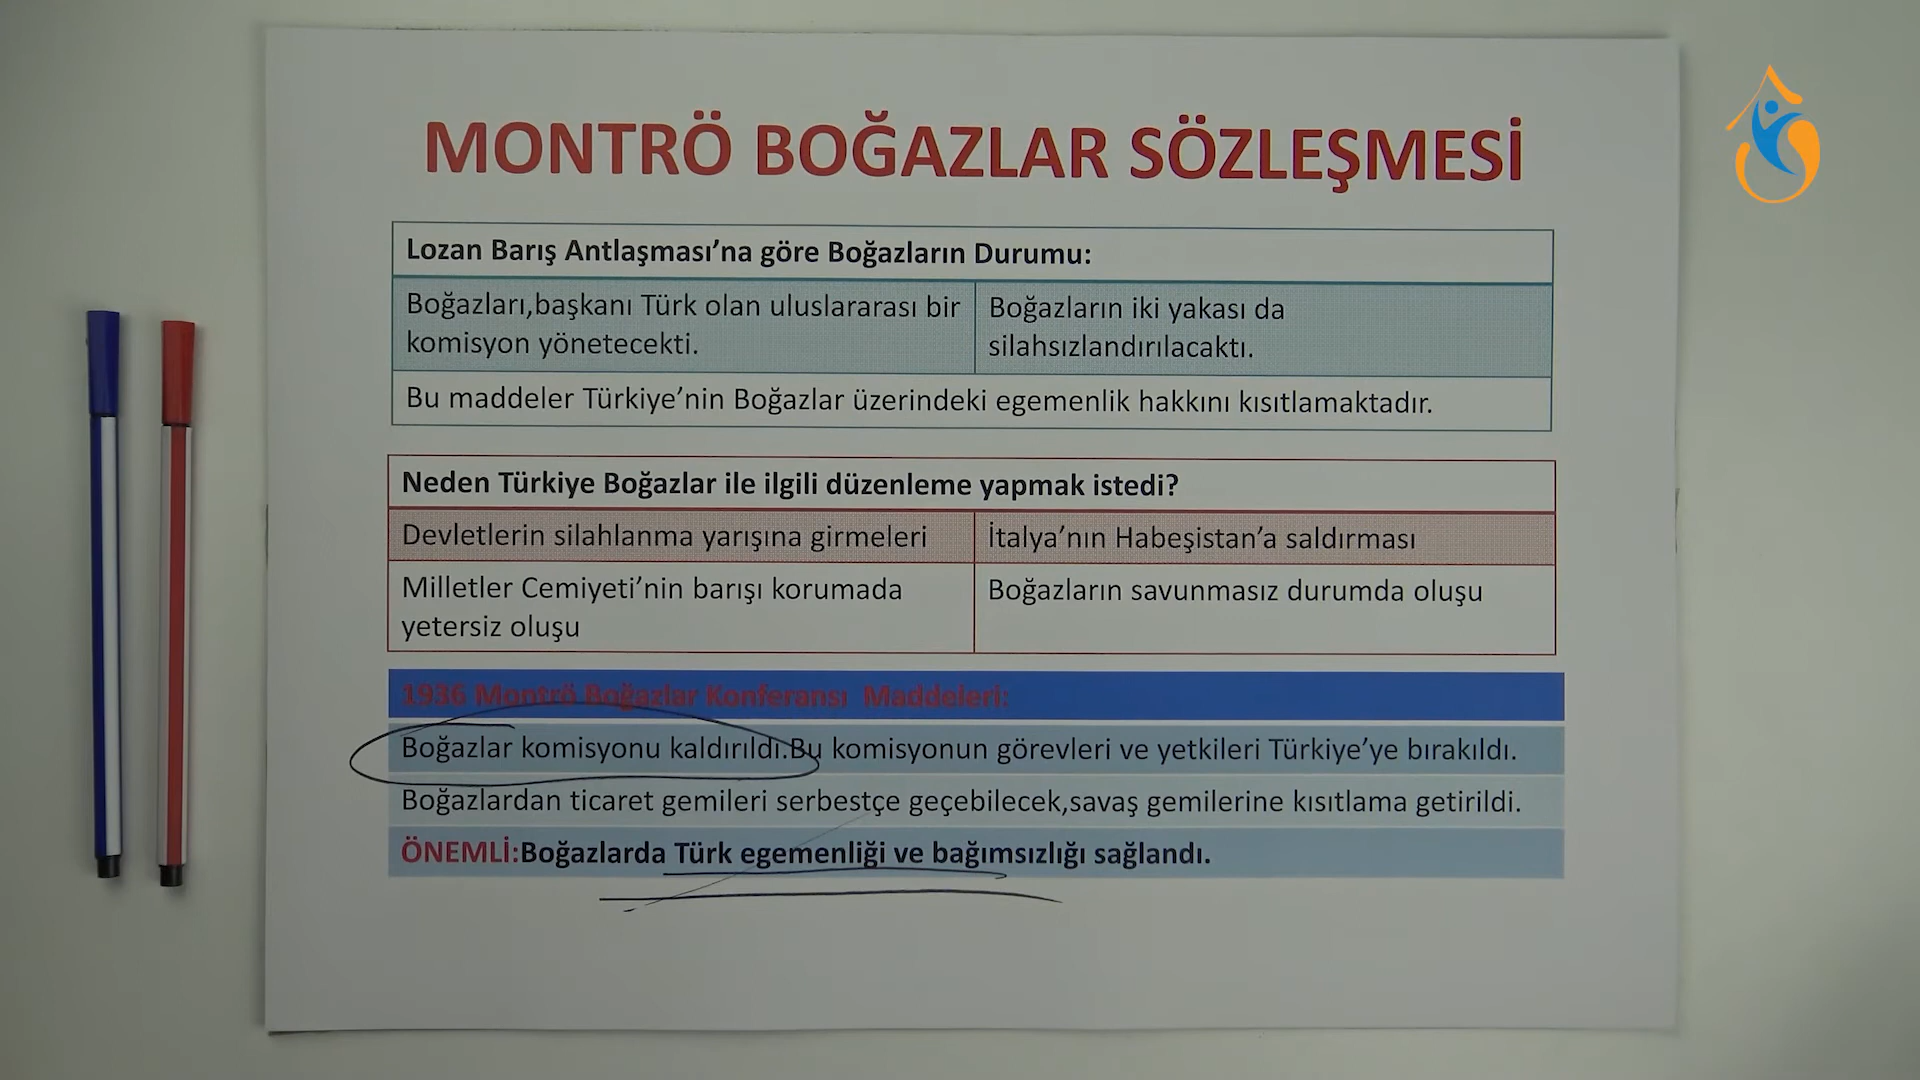 MONTRÖ BOĞAZLAR SÖZLEŞMESİ
Lozan Barış Antlaşması’na göre Boğazların Durumu:
Boğazları,başkanı Türk olan uluslararası bir
komisyon yönetecekti.
Boğazların iki yakası da
silahsızlandırılacaktı.
Bu maddeler Türkiye’nin Boğazlar üzerindeki egemenlik hakkını kısıtlamaktadır.
Neden Türkiye Boğazlar ile ilgili düzenleme yapmak istedi?
Devletlerin silahlanma yarışına girmeleri
İtalya’nın Habeşistan’a saldırması
Milletler Cemiyeti’nin barışı korumada
yetersiz oluşu
Boğazların savunmasız durumda oluşu
1936 Montrö Boğazlar Konferansı Maddeleri:
Boğazlar komisyonu kaldırıldı.Bu komisyonun görevleri ve yetkileri Türkiye’ye bırakıldı.
Boğazlardan ticaret gemileri serbestçe geçebilecek,savaş gemilerine kısıtlama getirildi.
ÖNEMLİ:Boğazlarda Türk egemenliği ve bağımsızlığı sağlandı.